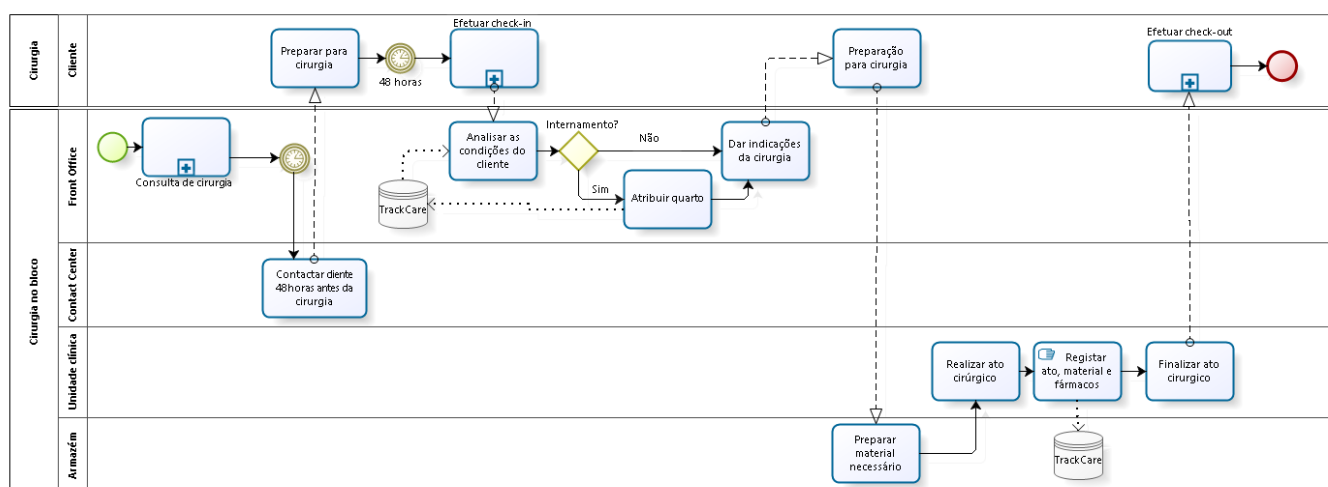 Cirurgia
Cliente
Preparar para
cirurgia
48 horas
Efetuar check-in
Preparação
para cirurgia
Efetuar check-out
Cirurgia no bloco
Front Office
Consulta de cirurgia
Analisar as
condições do
cliente
TrackCare
Internamento?
Não
Sim
Atribuir quarto
Dar indicações
da cirurgia
Contact Center
Contactar cliente
48horas antes da
cirurgia
Unidade clínica
Realizar ato
cirúrgico
Registar
ato, material e
fármacos
Finalizar ato
cirurgico
Armazém
Preparar
material
necessário
TrackCare